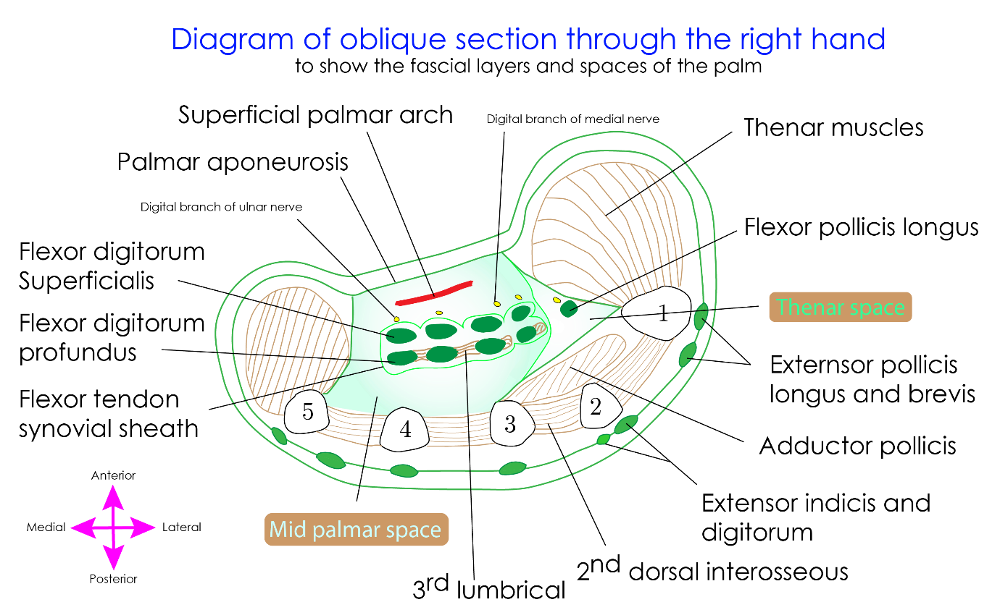 Diagram of oblique section through the right hand
to show the fascial layers and spaces of the palm
Superficial palmar arch
Digital branch of medial nerve
Thenar muscles
Palmar aponeurosis
Digital branch of ulnar nerve
Flexor pollicis longus
Flexor digitorum
Superficialis
Thenar space
Flexor digitorum
profundus
Externsor pollicis
longus and brevis
Flexor tendon
synovial sheath
1
2
3
4
5
Adductor pollicis
Extensor indicis and
digitorum
Mid palmar space
2nd dorsal interosseous
3rd lumbrical
Anterior
Medial
Lateral
Posterior